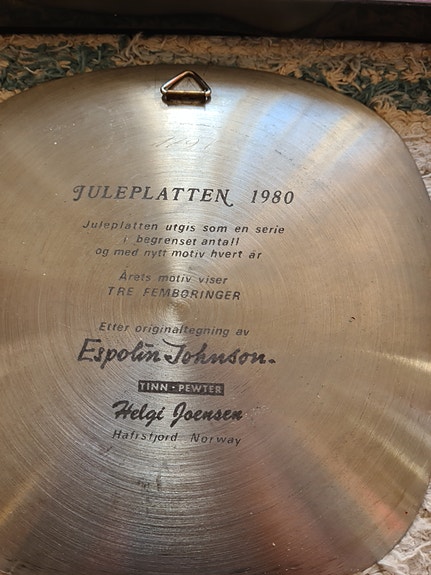 JULEPLATTEN 1980
Juleplatten utgis som en serie
i begrenset antall
og med nytt motiv hvert år
Årets motiv viser
TRE FEMBØRINGER
Etter originaltegning av
Espolin Johnson.
TINN · PEWTER
Helgi Joensen
Hafrsfjord Norway